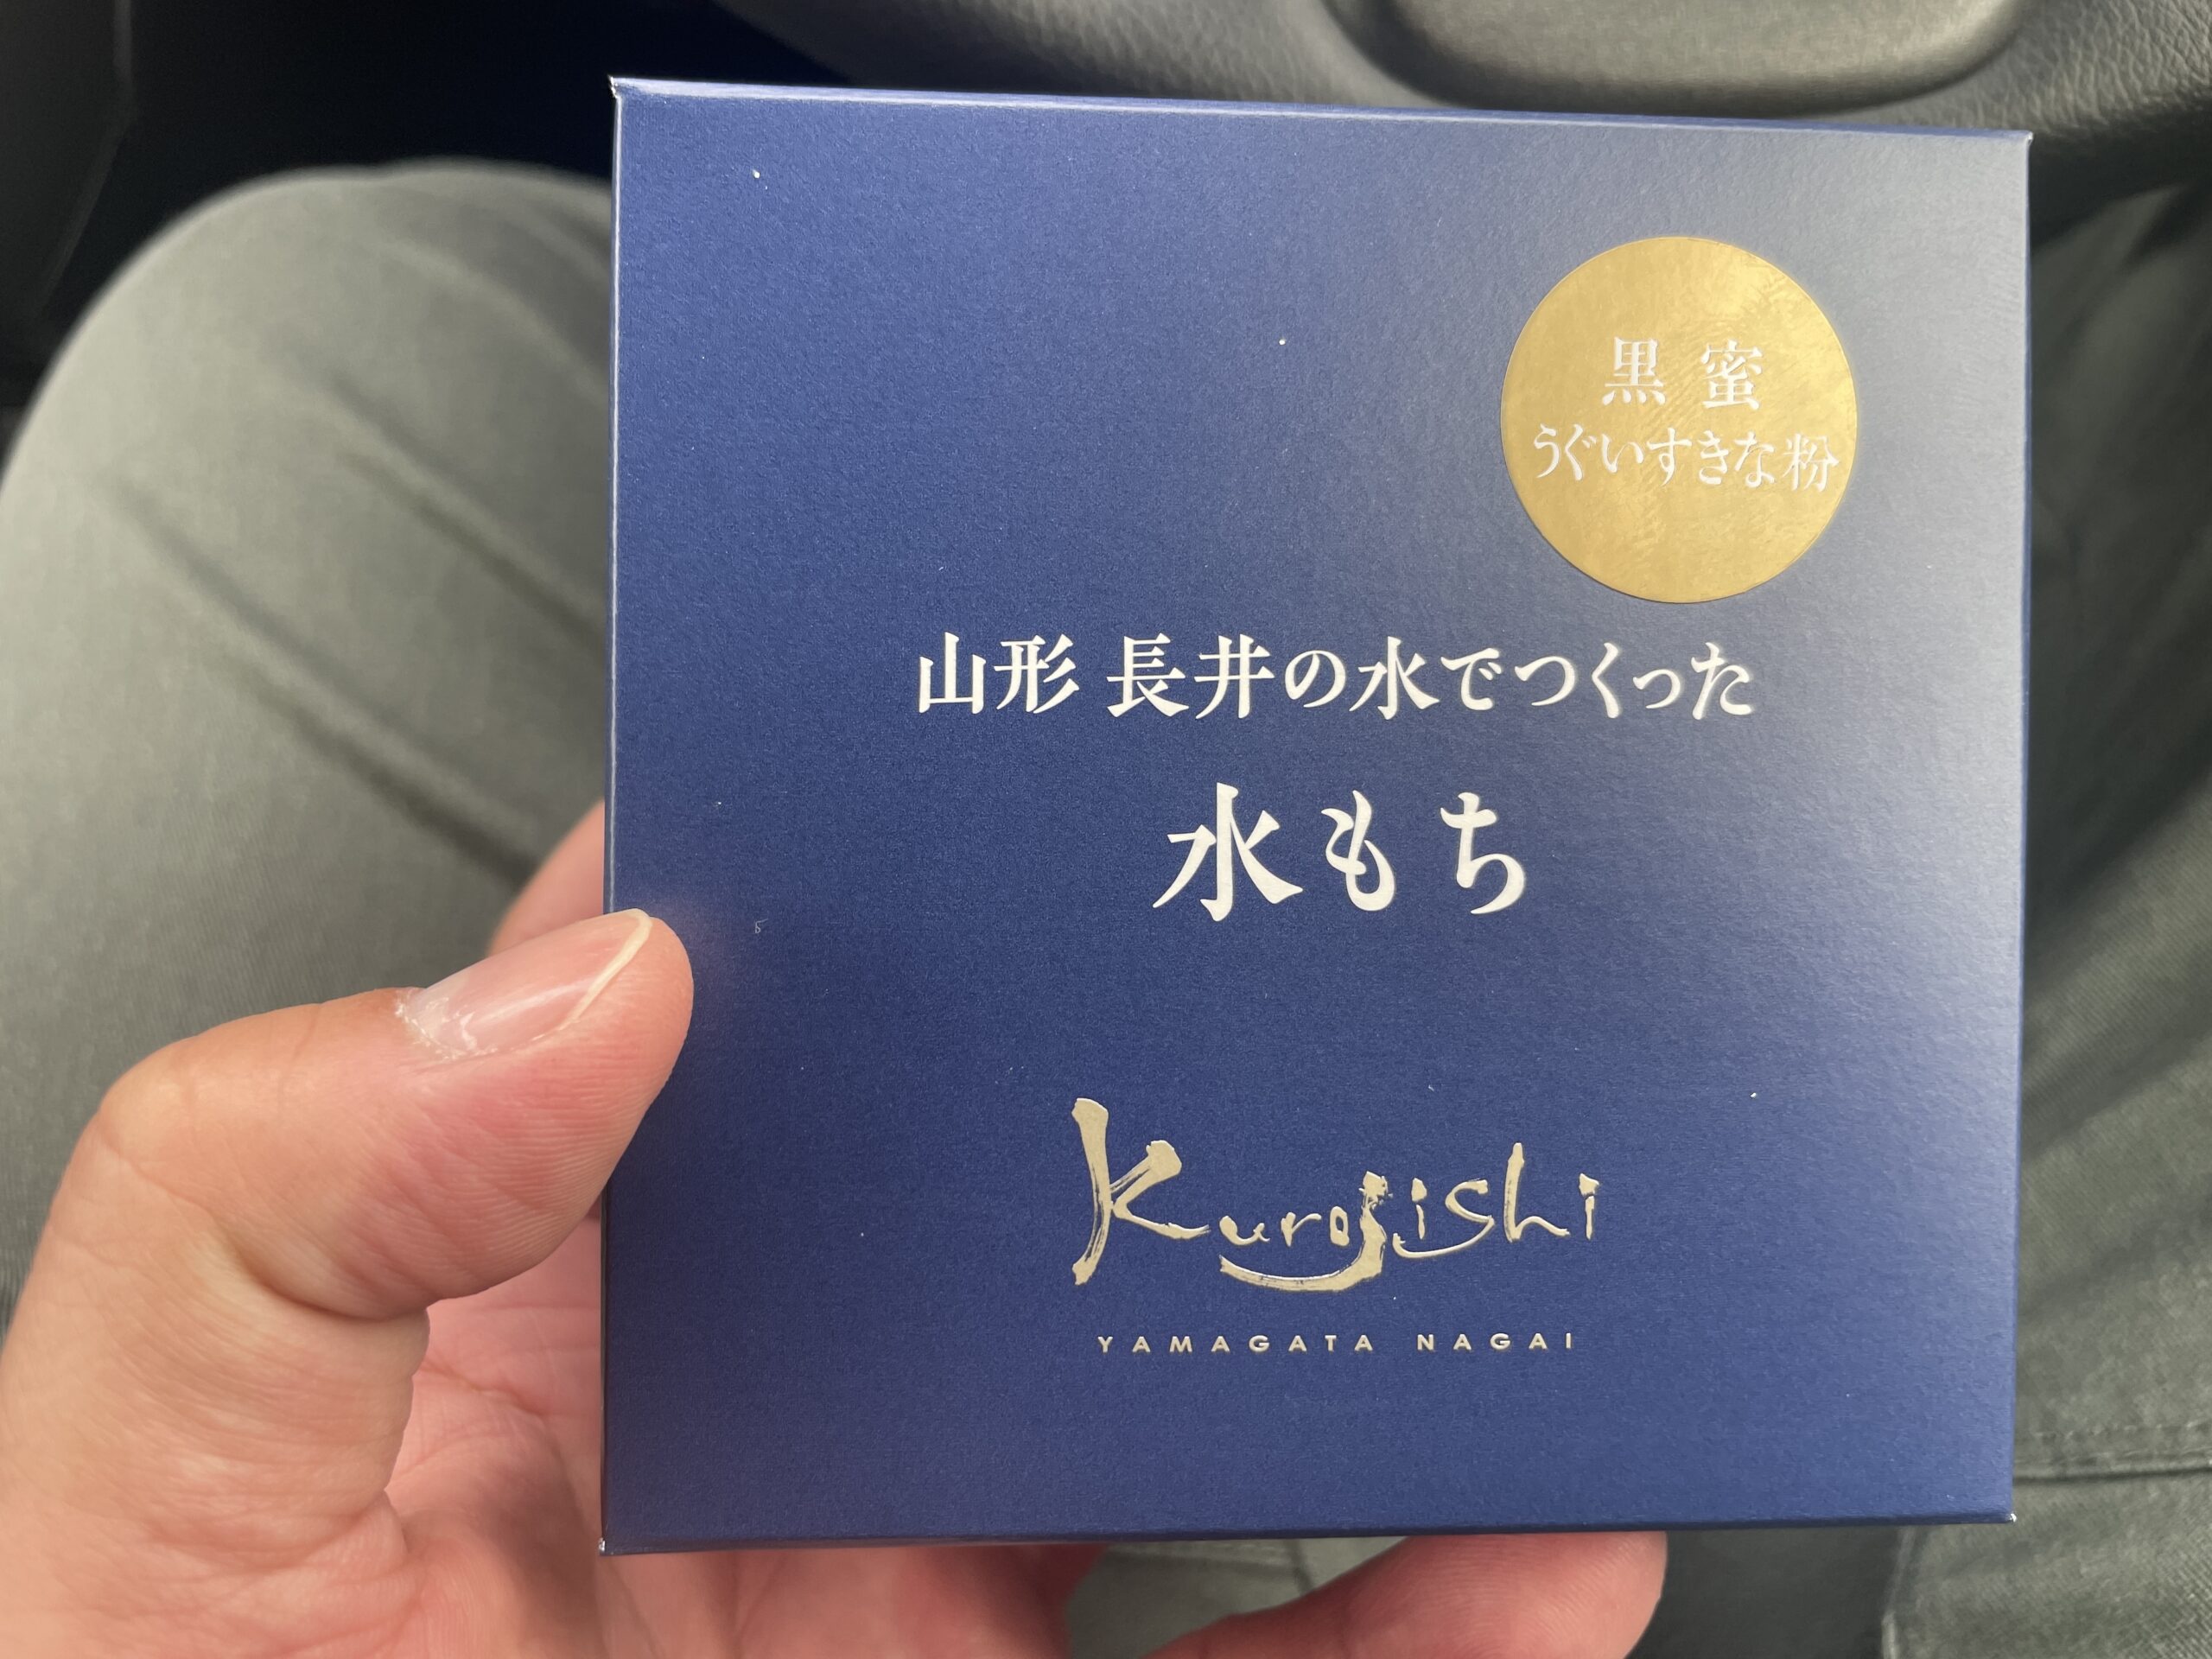 黒蜜
うぐいすきな粉
山形 長井の水でつくった
水もち
Kurojishi
YAMAGATA NAGAI